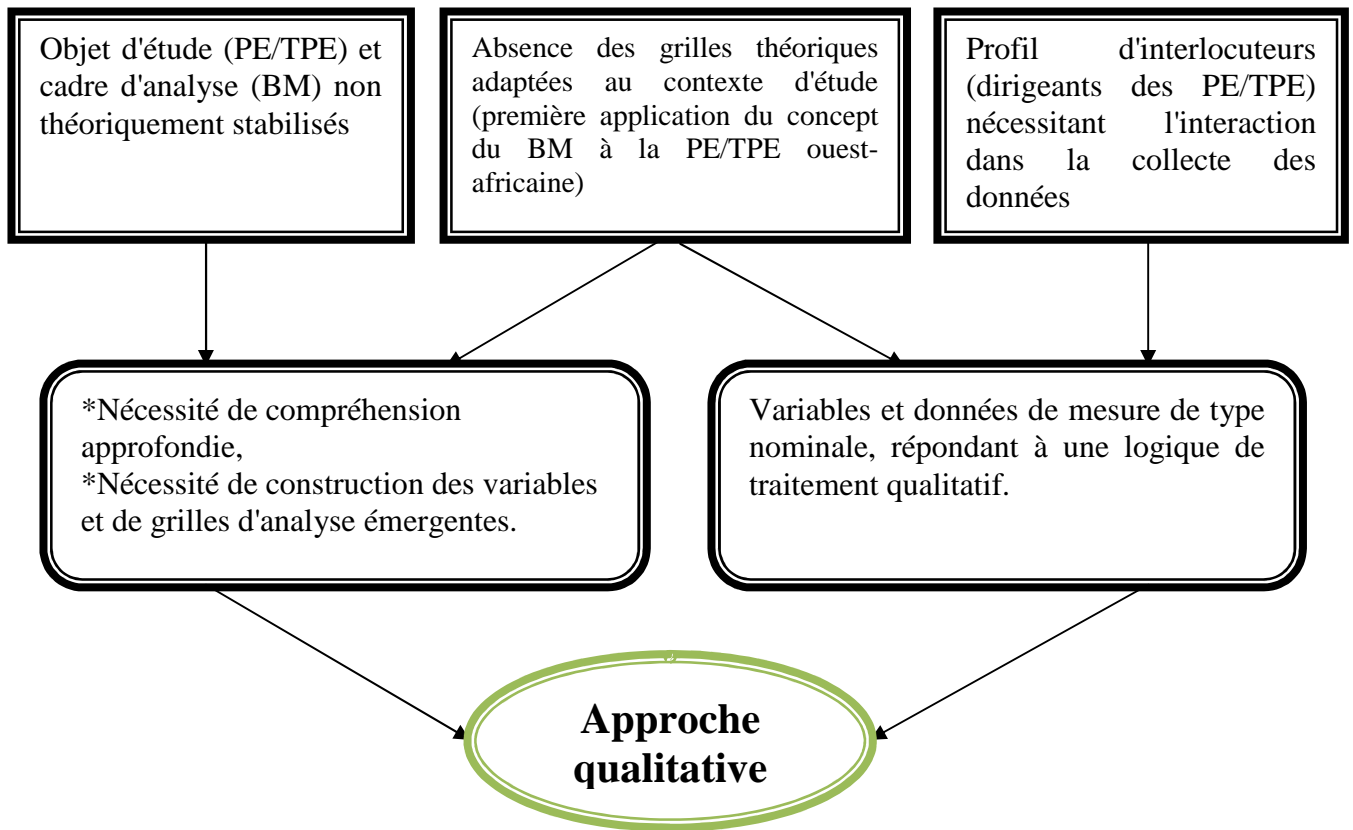 Objet d'étude (PE/TPE) et
cadre d'analyse (BM) non
théoriquement stabilisés
Absence des grilles théoriques
adaptées au contexte d'étude
(première application du concept
du BM à la PE/TPE ouest-
africaine)
Profil d'interlocuteurs
(dirigeants des PE/TPE)
nécessitant l'interaction
dans la collecte des
données
*Nécessité de compréhension
approfondie,
*Nécessité de construction des variables
et de grilles d'analyse émergentes.
Variables et données de mesure de type
nominale, répondant à une logique de
traitement qualitatif.
Approche
qualitative